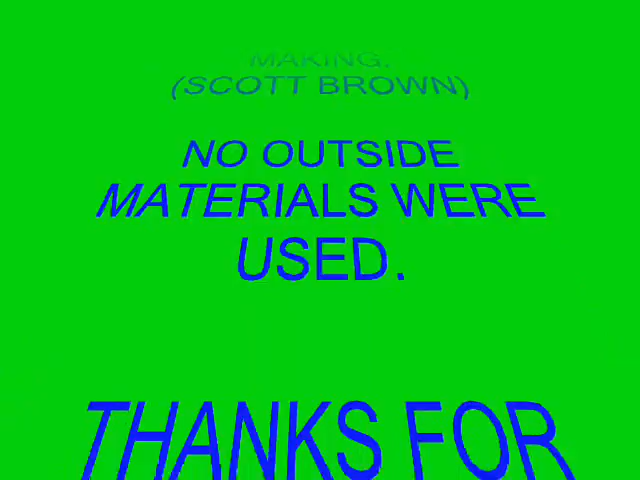 MAKING.
(SCOTT BROWN)
NO OUTSIDE
MATERIALS WERE
USED.
THANKS FOR